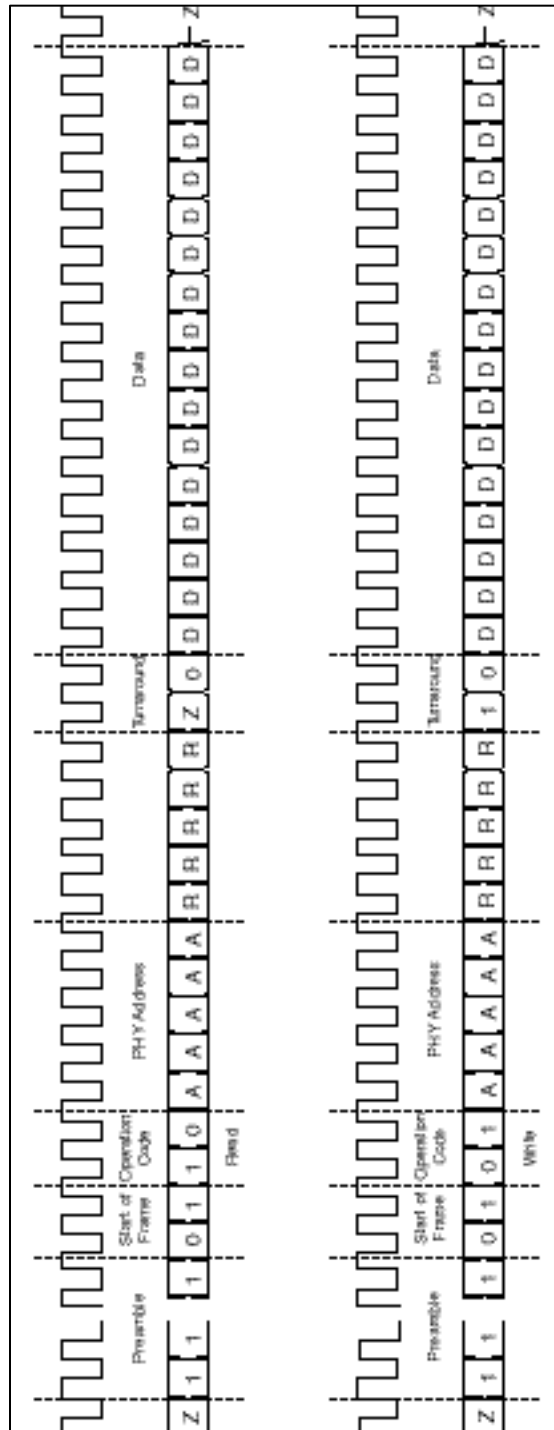 Preamble
Start of
Frame
Operation
Code
PHY Address
Turnaround
Data
Z 1 1 1 0 1 1 0 A A A A A R R R R R Z 0 D D D D D D D D D D D D D D D D Z
Read
Preamble
Start of
Frame
Operation
Code
PHY Address
Turnaround
Data
Z 1 1 1 0 1 0 1 A A A A A R R R R R 1 0 D D D D D D D D D D D D D D D D Z
Write